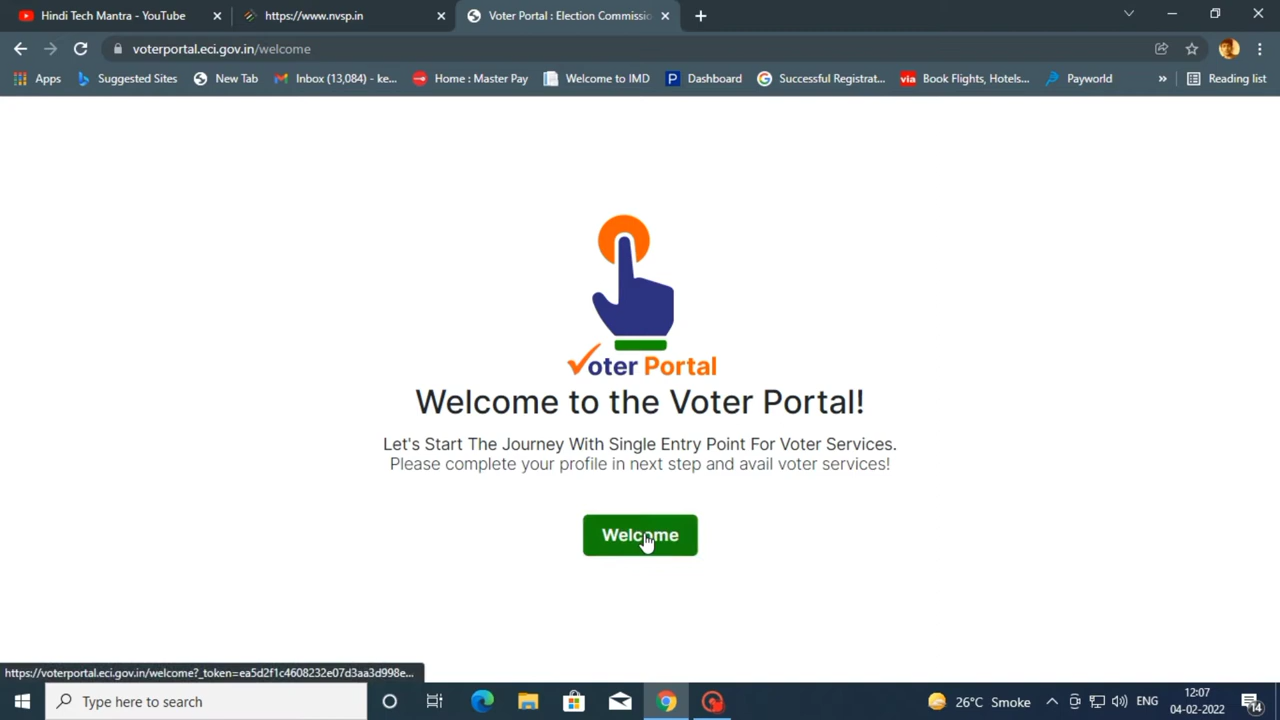 Hindi Tech Mantra - YouTube
https://www.nvsp.in
Voter Portal : Election Commissio
voterportal.eci.gov.in/welcome
Apps
Suggested Sites
New Tab
Inbox (13,084) - ke...
Home : Master Pay
Welcome to IMD
Dashboard
Successful Registrat...
via
Book Flights, Hotels...
Payworld
»
Reading list
Voter Portal
Welcome to the Voter Portal!
Let's Start The Journey With Single Entry Point For Voter Services.
Please complete your profile in next step and avail voter services!
Welcome
https://voterportal.eci.gov.in/welcome?_token=ea5d2f1c4608232e07d3aa3d998e...
Type here to search
26°C Smoke
ENG
12:07
04-02-2022
14